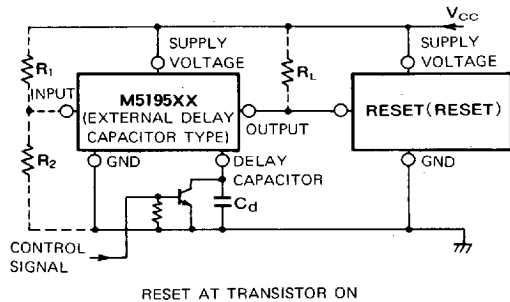 VCC
SUPPLY
VOLTAGE
SUPPLY
VOLTAGE
R1
RL
INPUT
M5195XX
(EXTERNAL DELAY
CAPACITOR TYPE)
OUTPUT
RESET(RESET)
R2
GND
DELAY
CAPACITOR
GND
Cd
CONTROL
SIGNAL
RESET AT TRANSISTOR ON